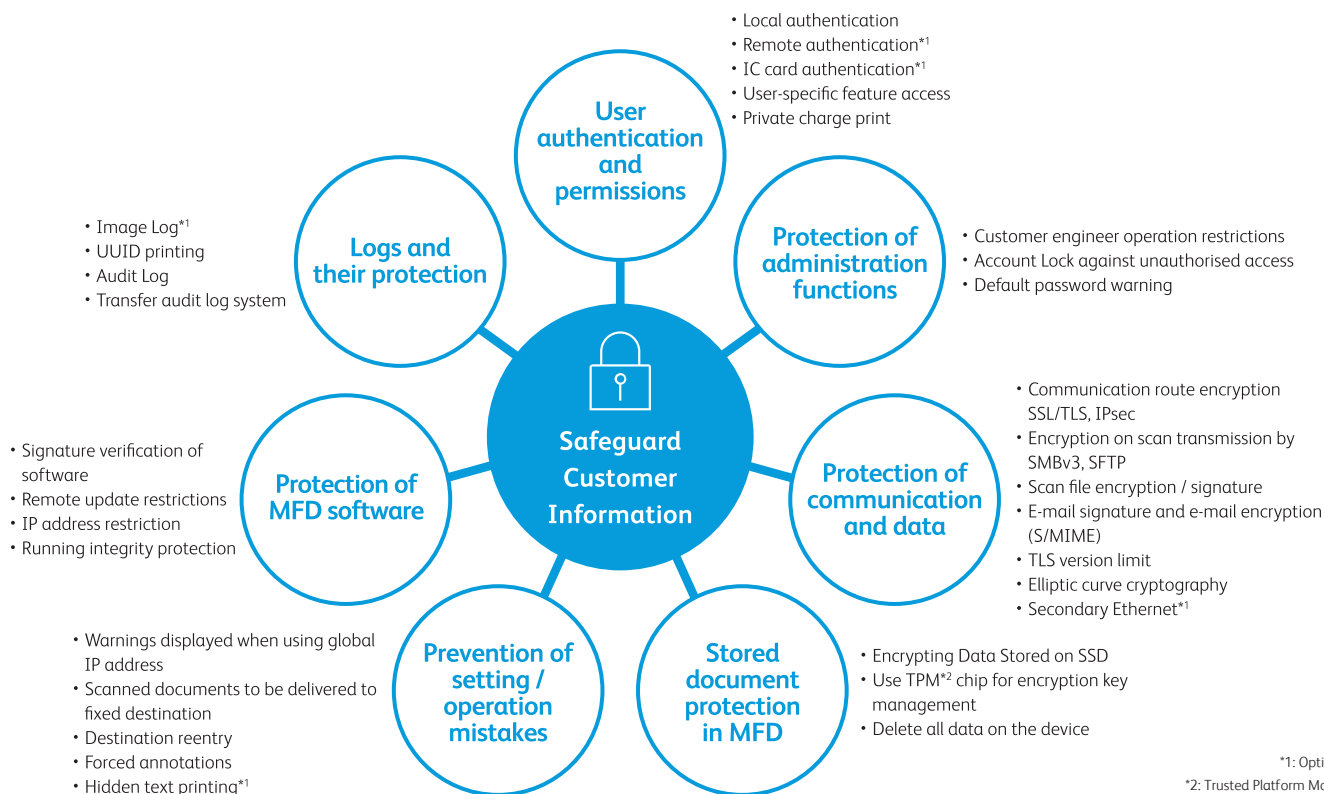 • Local authentication
• Remote authentication*1
• IC card authentication*1
• User-specific feature access
• Private charge print
User
authentication
and
permissions
• Image Log*1
• UUID printing
• Audit Log
• Transfer audit log system
Logs and
their protection
Protection of
administration
functions
• Customer engineer operation restrictions
• Account Lock against unauthorised access
• Default password warning
Safeguard
Customer
Information
• Signature verification of
software
• Remote update restrictions
• IP address restriction
• Running integrity protection
Protection of
MFD software
Protection of
communication
and data
• Communication route encryption
SSL/TLS, IPsec
• Encryption on scan transmission by
SMBv3, SFTP
• Scan file encryption / signature
• E-mail signature and e-mail encryption
(S/MIME)
• TLS version limit
• Elliptic curve cryptography
• Secondary Ethernet*1
• Warnings displayed when using global
IP address
• Scanned documents to be delivered to
fixed destination
• Destination reentry
• Forced annotations
• Hidden text printing*1
Prevention of
setting /
operation
mistakes
Stored
document
protection
in MFD
• Encrypting Data Stored on SSD
• Use TPM*2 chip for encryption key
management
• Delete all data on the device
*1: Opti
*2: Trusted Platform Mo